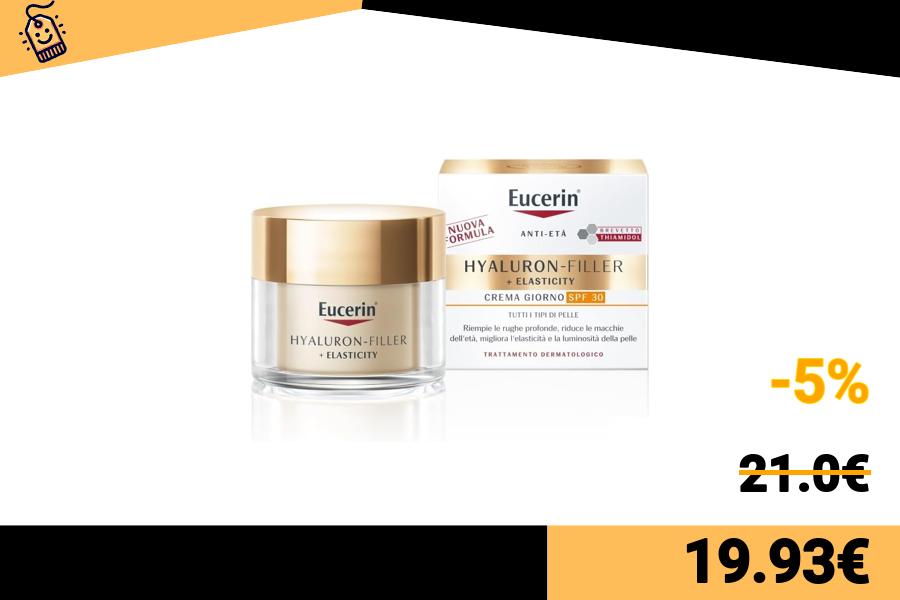 Eucerin®
NUOVA
FORMULA
ANTI-ETÀ
BREVETTO
THIAMIDOL
HYALURON-FILLER
+ ELASTICITY
CREMA GIORNO SPF 30
TUTTI I TIPI DI PELLE
Riempie le rughe profonde, riduce le macchie
dell'età, migliora l'elasticità e la luminosità della pelle
TRATTAMENTO DERMATOLOGICO
Eucerin®
HYALURON-FILLER
+ ELASTICITY
-5%
21.0€
19.93€